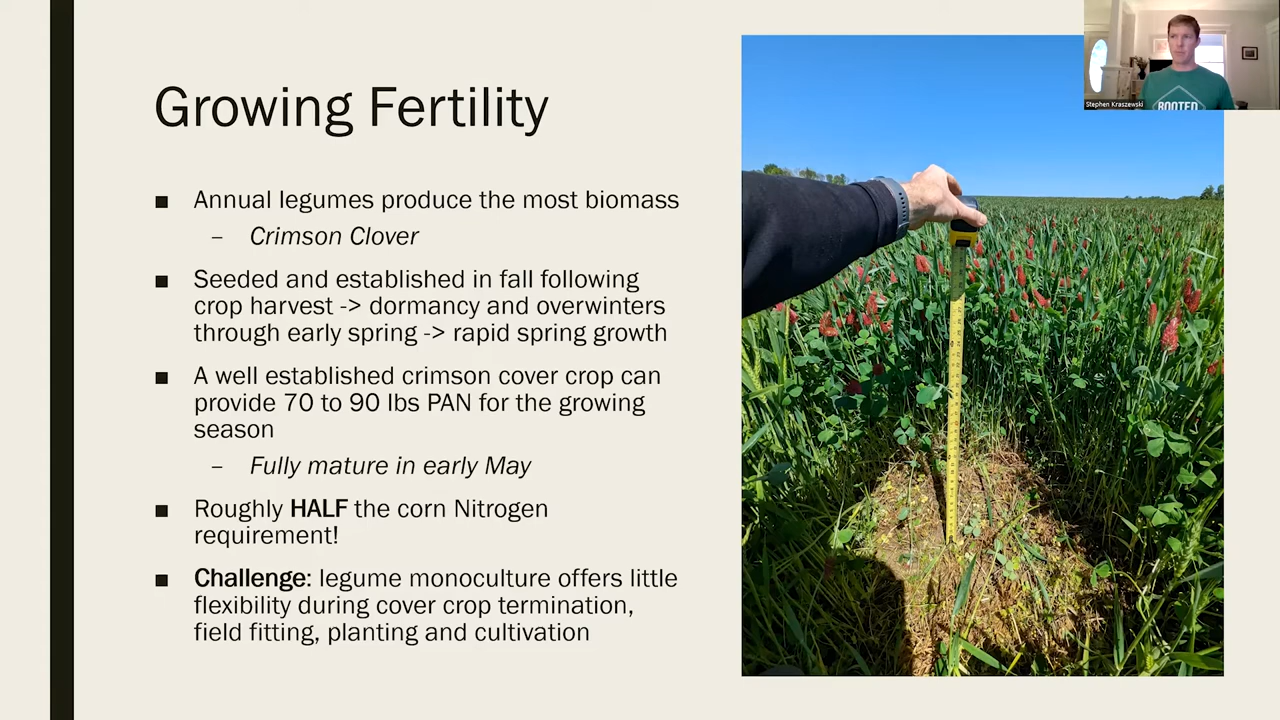 Growing Fertility
■ Annual legumes produce the most biomass
– Crimson Clover
■ Seeded and established in fall following
crop harvest -> dormancy and overwinters
through early spring -> rapid spring growth
■ A well established crimson cover crop can
provide 70 to 90 lbs PAN for the growing
season
– Fully mature in early May
■ Roughly HALF the corn Nitrogen
requirement!
■ Challenge: legume monoculture offers little
flexibility during cover crop termination,
field fitting, planting and cultivation
Stephen Kraszewski
ROOTED